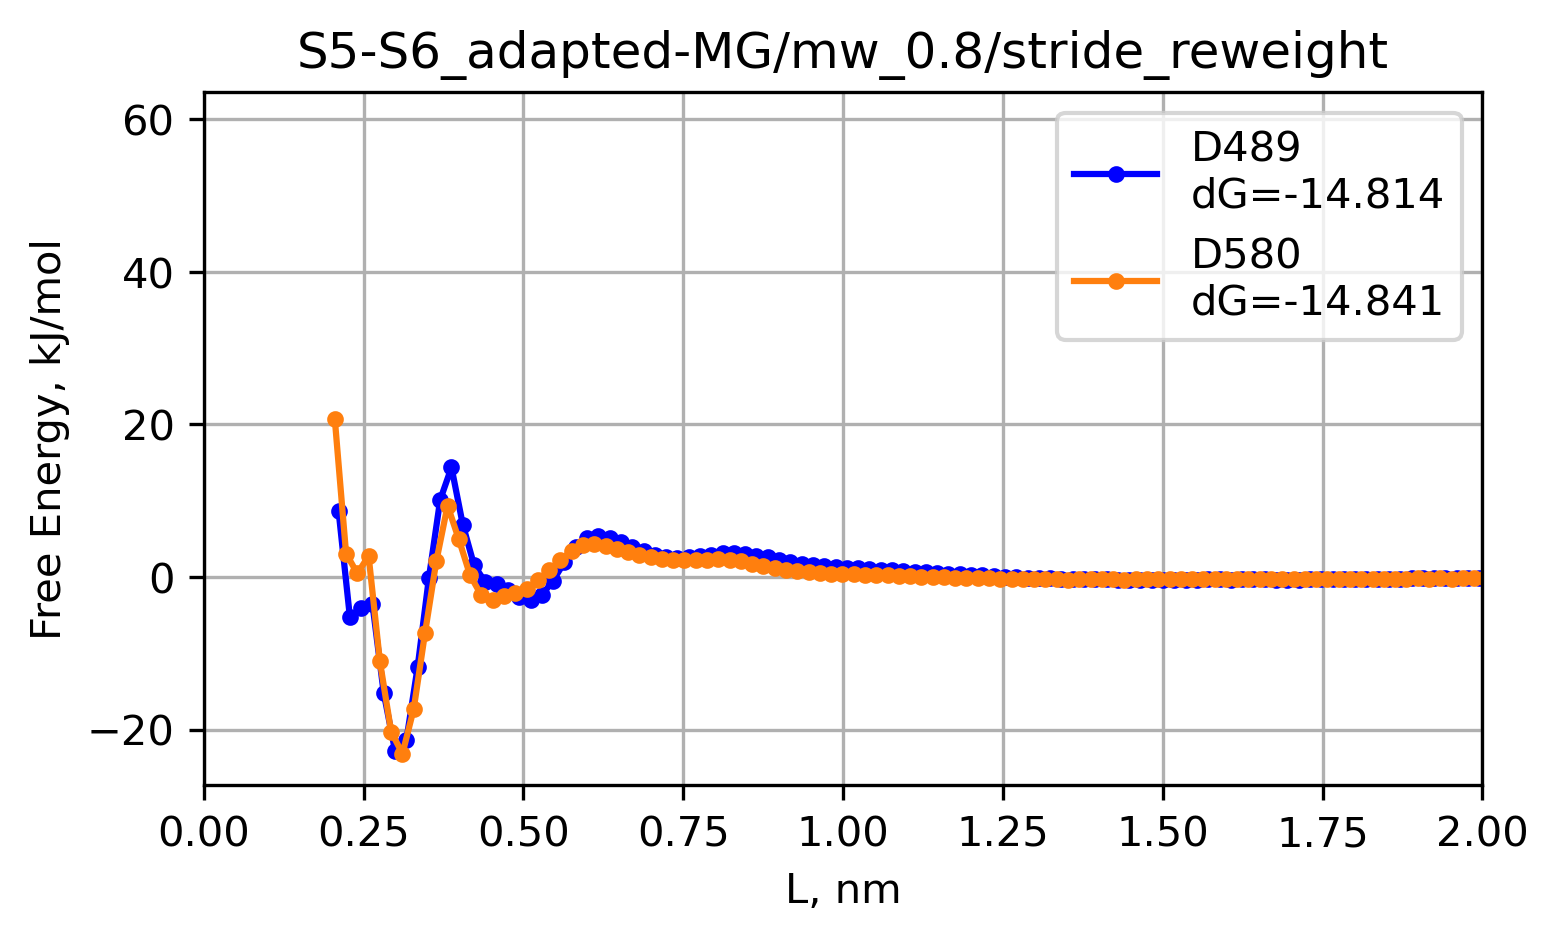 S5-S6_adapted-MG/mw_0.8/stride_reweight
60
40
20
0
−20
Free Energy, kJ/mol
D489
dG=-14.814
D580
dG=-14.841
0.00 0.25 0.50 0.75 1.00 1.25 1.50 1.75 2.00
L, nm